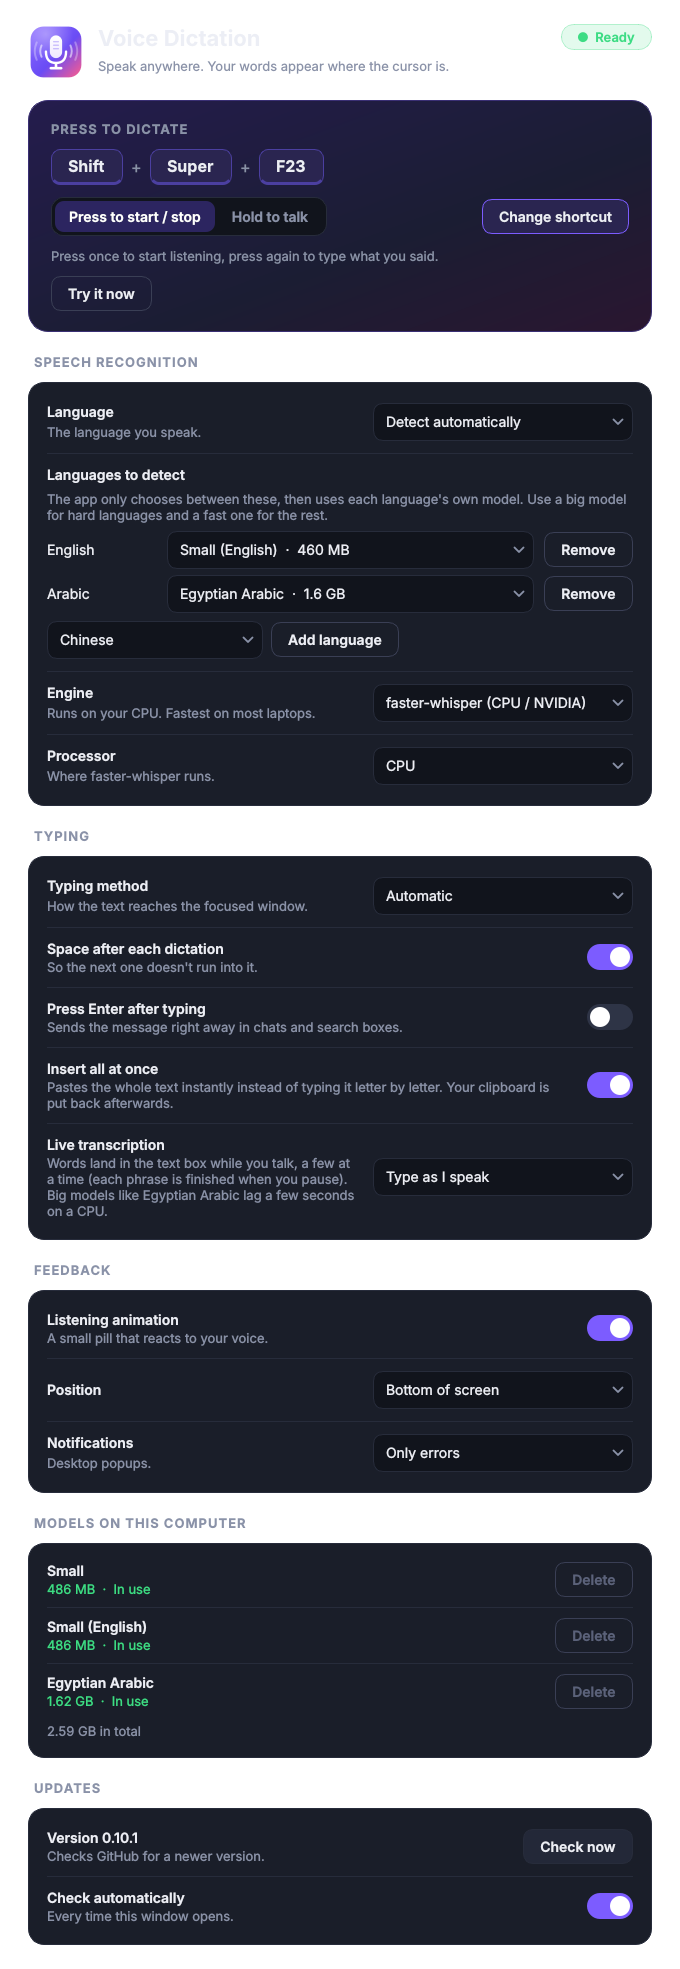 Voice Dictation
Speak anywhere. Your words appear where the cursor is.
Ready
PRESS TO DICTATE
Shift + Super + F23
Press to start / stop
Hold to talk
Change shortcut
Press once to start listening, press again to type what you said.
Try it now
SPEECH RECOGNITION
Language
The language you speak.
Detect automatically
Languages to detect
The app only chooses between these, then uses each language's own model. Use a big model
for hard languages and a fast one for the rest.
English
Small (English) · 460 MB
Remove
Arabic
Egyptian Arabic · 1.6 GB
Remove
Chinese
Add language
Engine
Runs on your CPU. Fastest on most laptops.
faster-whisper (CPU / NVIDIA)
Processor
Where faster-whisper runs.
CPU
TYPING
Typing method
How the text reaches the focused window.
Automatic
Space after each dictation
So the next one doesn't run into it.
Press Enter after typing
Sends the message right away in chats and search boxes.
Insert all at once
Pastes the whole text instantly instead of typing it letter by letter. Your clipboard is
put back afterwards.
Live transcription
Words land in the text box while you talk, a few at
a time (each phrase is finished when you pause).
Big models like Egyptian Arabic lag a few seconds
on a CPU.
Type as I speak
FEEDBACK
Listening animation
A small pill that reacts to your voice.
Position
Bottom of screen
Notifications
Desktop popups.
Only errors
MODELS ON THIS COMPUTER
Small
486 MB · In use
Delete
Small (English)
486 MB · In use
Delete
Egyptian Arabic
1.62 GB · In use
Delete
2.59 GB in total
UPDATES
Version 0.10.1
Checks GitHub for a newer version.
Check now
Check automatically
Every time this window opens.